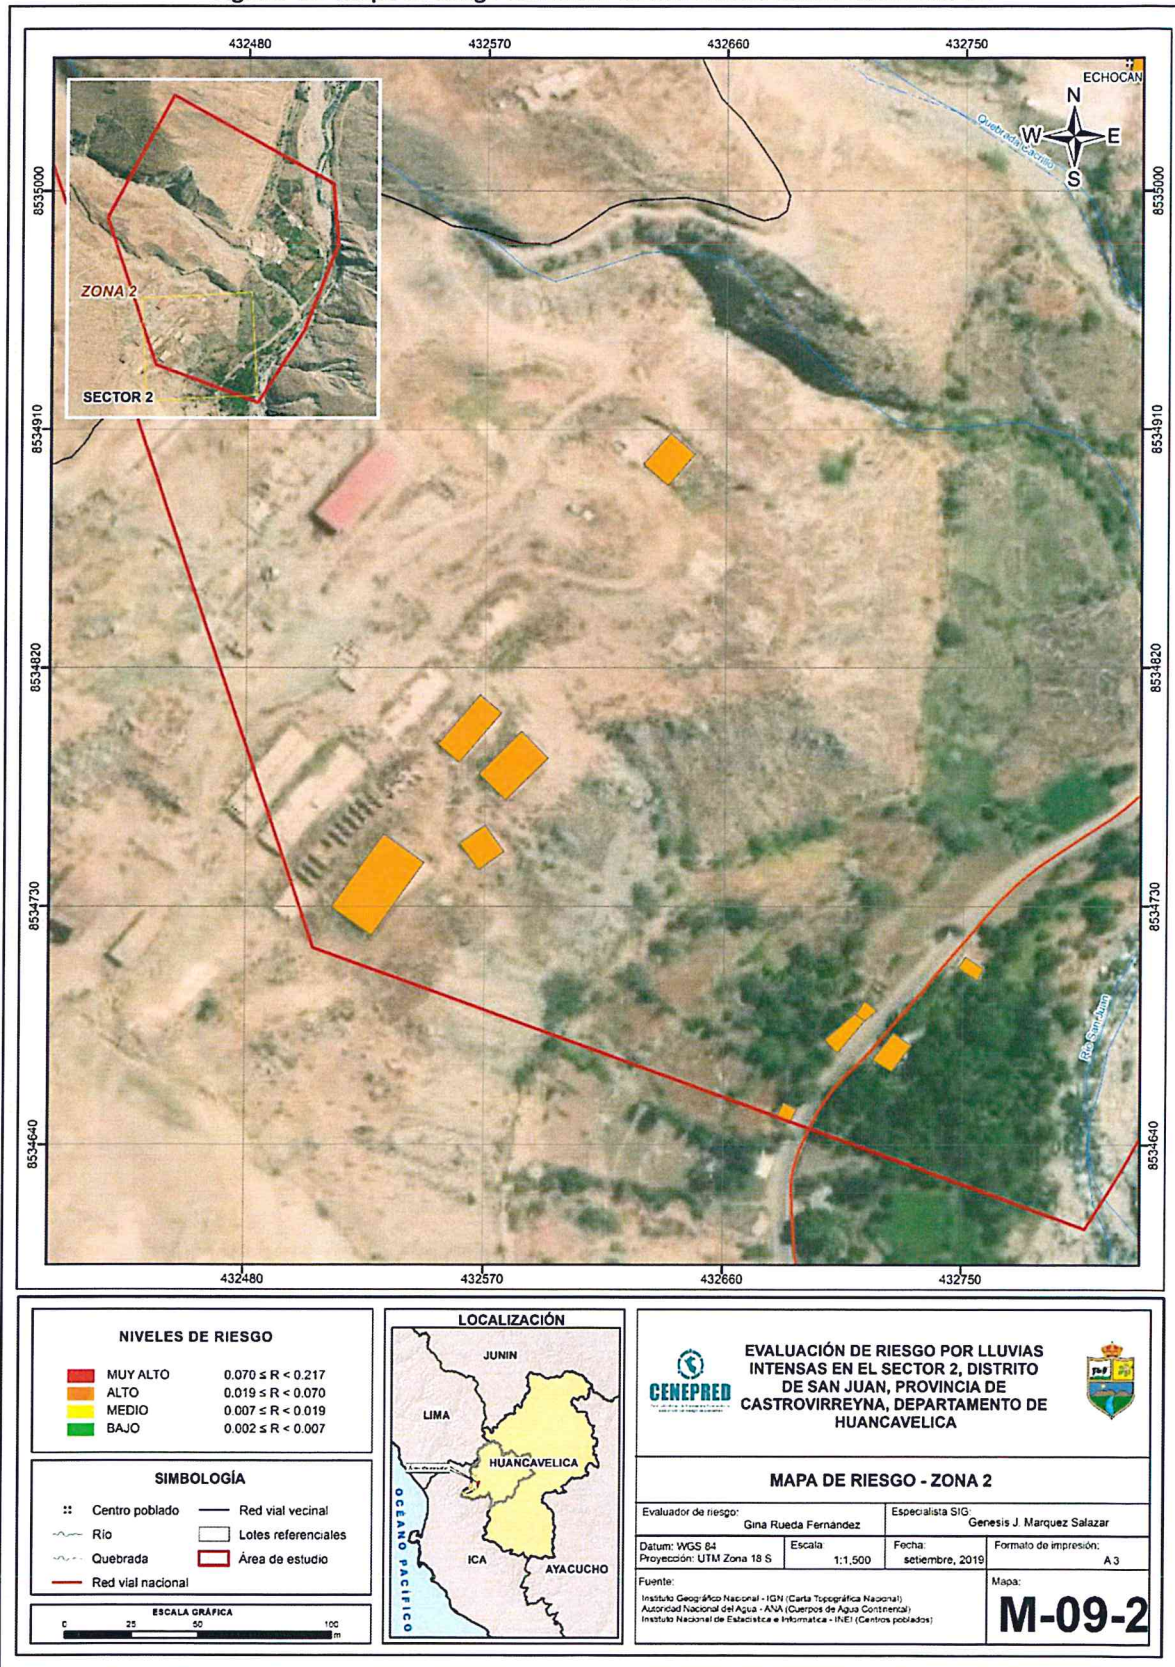 432480 432570 432660 432750
ECHOCAN
N
W E
S
Quebrada Cacrillo
8535000 8535000
ZONA 2
SECTOR 2
8534910 8534910
8534820 8534820
8534730 8534730
Río San Juan
8534640 8534640
432480 432570 432660 432750
NIVELES DE RIESGO
MUY ALTO 0.070 ≤ R < 0.217
ALTO 0.019 ≤ R < 0.070
MEDIO 0.007 ≤ R < 0.019
BAJO 0.002 ≤ R < 0.007
SIMBOLOGÍA
Centro poblado Red vial vecinal
Río Lotes referenciales
Quebrada Área de estudio
Red vial nacional
ESCALA GRÁFICA
0 25 50 100
m
LOCALIZACIÓN
JUNIN
LIMA
HUANCAVELICA
OCÉANO PACÍFICO
ICA
AYACUCHO
CENEPRED
EVALUACIÓN DE RIESGO POR LLUVIAS
INTENSAS EN EL SECTOR 2, DISTRITO
DE SAN JUAN, PROVINCIA DE
CASTROVIRREYNA, DEPARTAMENTO DE
HUANCAVELICA
MAPA DE RIESGO - ZONA 2
Evaluador de riesgo:
Gina Rueda Fernández
Especialista SIG:
Genesis J. Marquez Salazar
Datum: WGS 84
Proyección: UTM Zona 18 S
Escala
1:1,500
Fecha:
setiembre, 2019
Formato de impresión:
A 3
Fuente:
Instituto Geográfico Nacional - IGN (Carta Topográfica Nacional)
Autoridad Nacional del Agua - ANA (Cuerpos de Agua Continental)
Instituto Nacional de Estadistica e Informatica - INEI (Centros poblados)
Mapa:
M-09-2